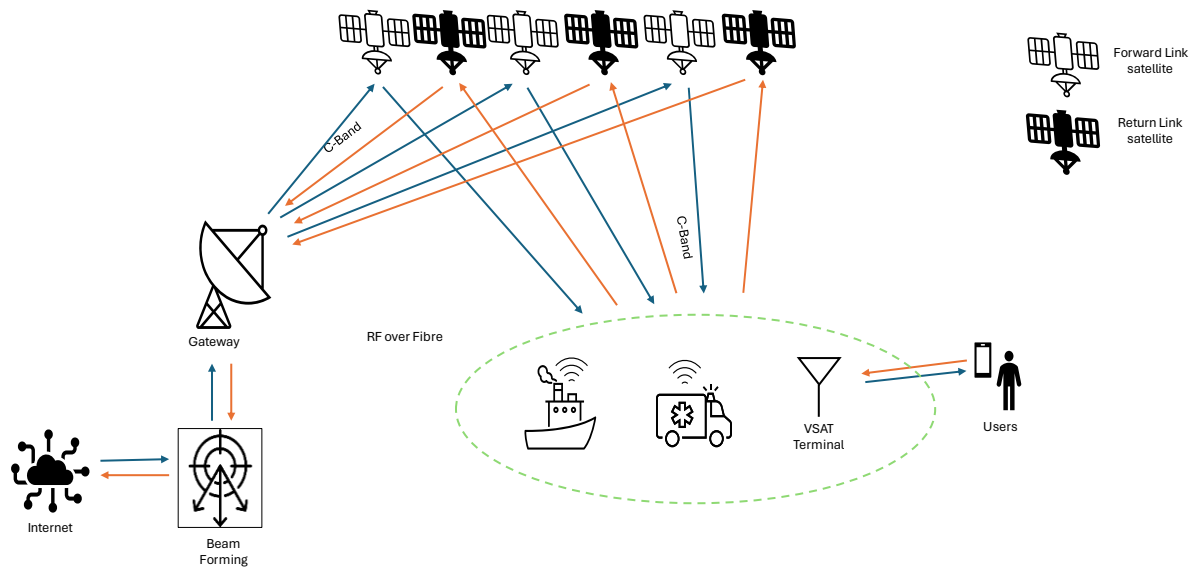 Forward Link
satellite
Return Link
satellite
C-Band
C-Band
Gateway
RF over Fibre
VSAT
Terminal
Users
Internet
Beam
Forming